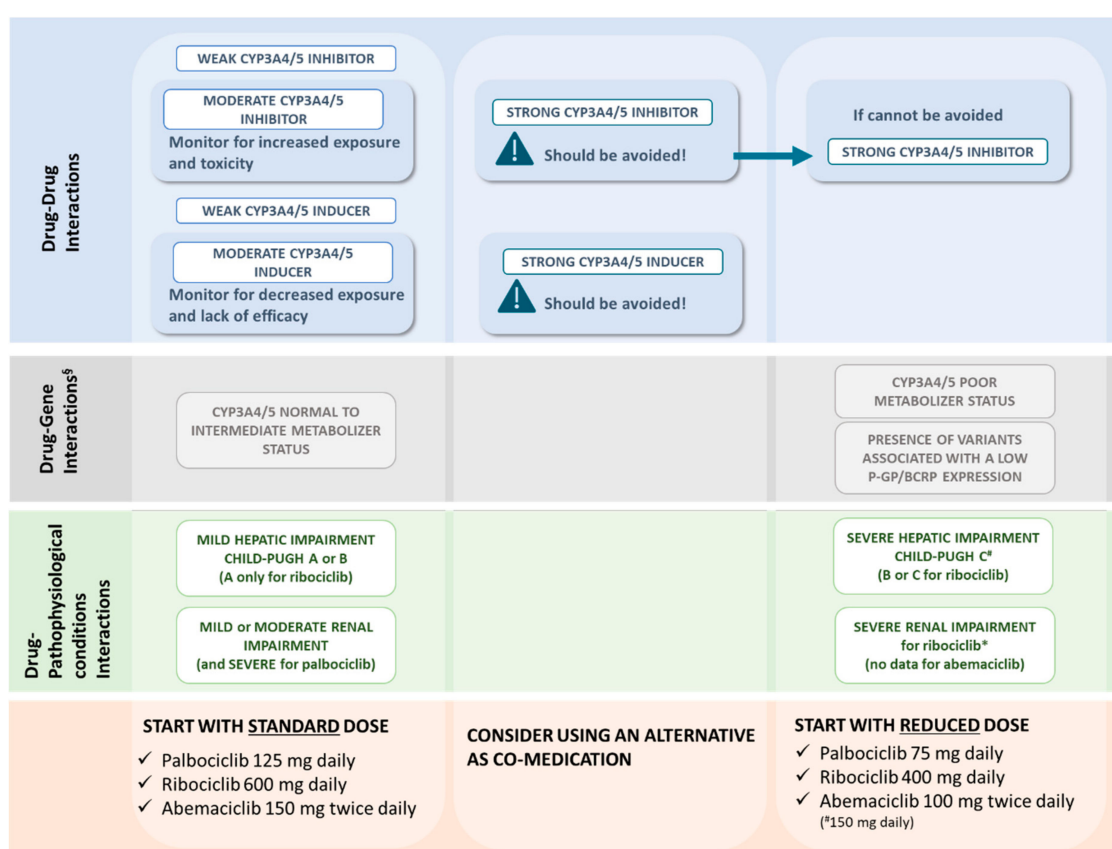 Drug-Drug
Interactions
WEAK CYP3A4/5 INHIBITOR
MODERATE CYP3A4/5
INHIBITOR
Monitor for increased exposure
and toxicity
WEAK CYP3A4/5 INDUCER
MODERATE CYP3A4/5
INDUCER
Monitor for decreased exposure
and lack of efficacy
STRONG CYP3A4/5 INHIBITOR
! Should be avoided!
STRONG CYP3A4/5 INDUCER
! Should be avoided!
If cannot be avoided
STRONG CYP3A4/5 INHIBITOR
Drug-Gene
Interactions§
CYP3A4/5 NORMAL TO
INTERMEDIATE METABOLIZER
STATUS
CYP3A4/5 POOR
METABOLIZER STATUS
PRESENCE OF VARIANTS
ASSOCIATED WITH A LOW
P-GP/BCRP EXPRESSION
Drug-
Pathophysiological
conditions
Interactions
MILD HEPATIC IMPAIRMENT
CHILD-PUGH A or B
(A only for ribociclib)
MILD or MODERATE RENAL
IMPAIRMENT
(and SEVERE for palbociclib)
SEVERE HEPATIC IMPAIRMENT
CHILD-PUGH C#
(B or C for ribociclib)
SEVERE RENAL IMPAIRMENT
for ribociclib*
(no data for abemaciclib)
START WITH STANDARD DOSE
✓ Palbociclib 125 mg daily
✓ Ribociclib 600 mg daily
✓ Abemaciclib 150 mg twice daily
CONSIDER USING AN ALTERNATIVE
AS CO-MEDICATION
START WITH REDUCED DOSE
✓ Palbociclib 75 mg daily
✓ Ribociclib 400 mg daily
✓ Abemaciclib 100 mg twice daily
(#150 mg daily)